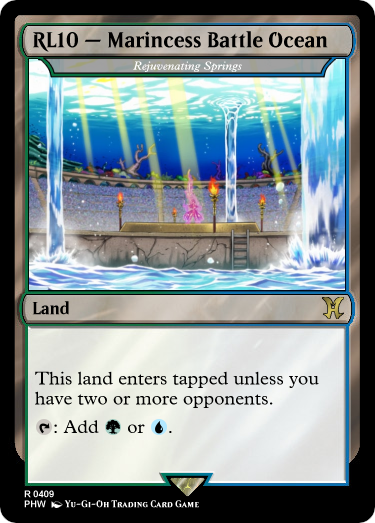 RL10 — Marincess Battle Ocean
Rejuvenating Springs
Land
This land enters tapped unless you
have two or more opponents.
: Add or .
R 0409
PHW Yu-Gi-Oh Trading Card Game